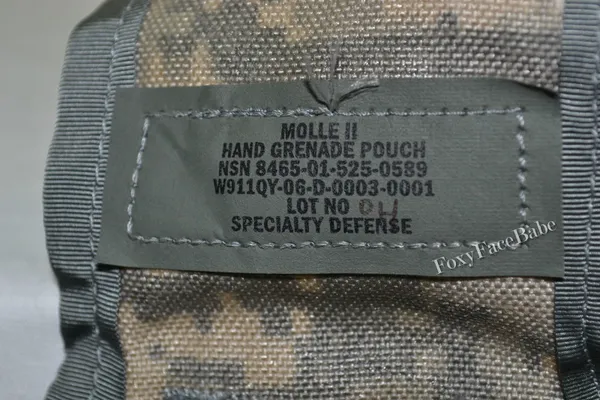 MOLLE II
HAND GRENADE POUCH
NSN 8465-01-525-0589
W911QY-06-D-0003-0001
LOT NO 04
SPECIALTY DEFENSE
FoxyFaceBabe